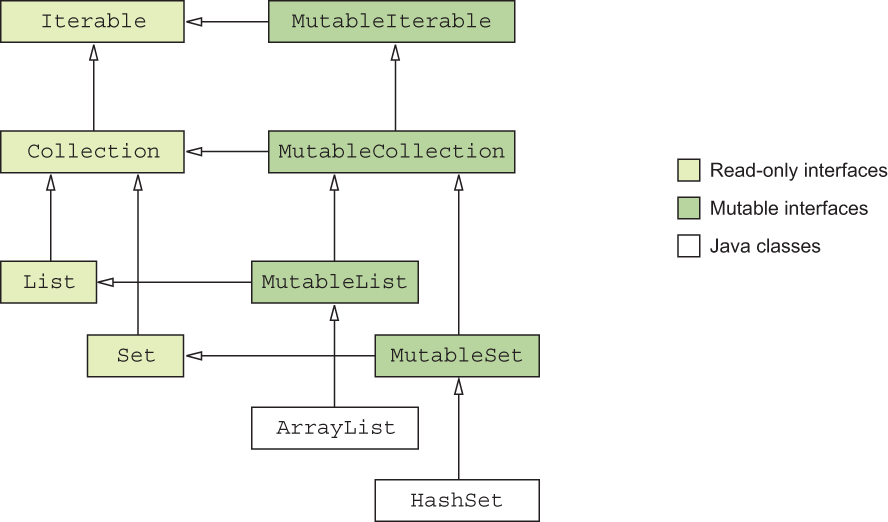 Iterable
MutableIterable
Collection
MutableCollection
Read-only interfaces
Mutable interfaces
Java classes
List
MutableList
Set
MutableSet
ArrayList
HashSet